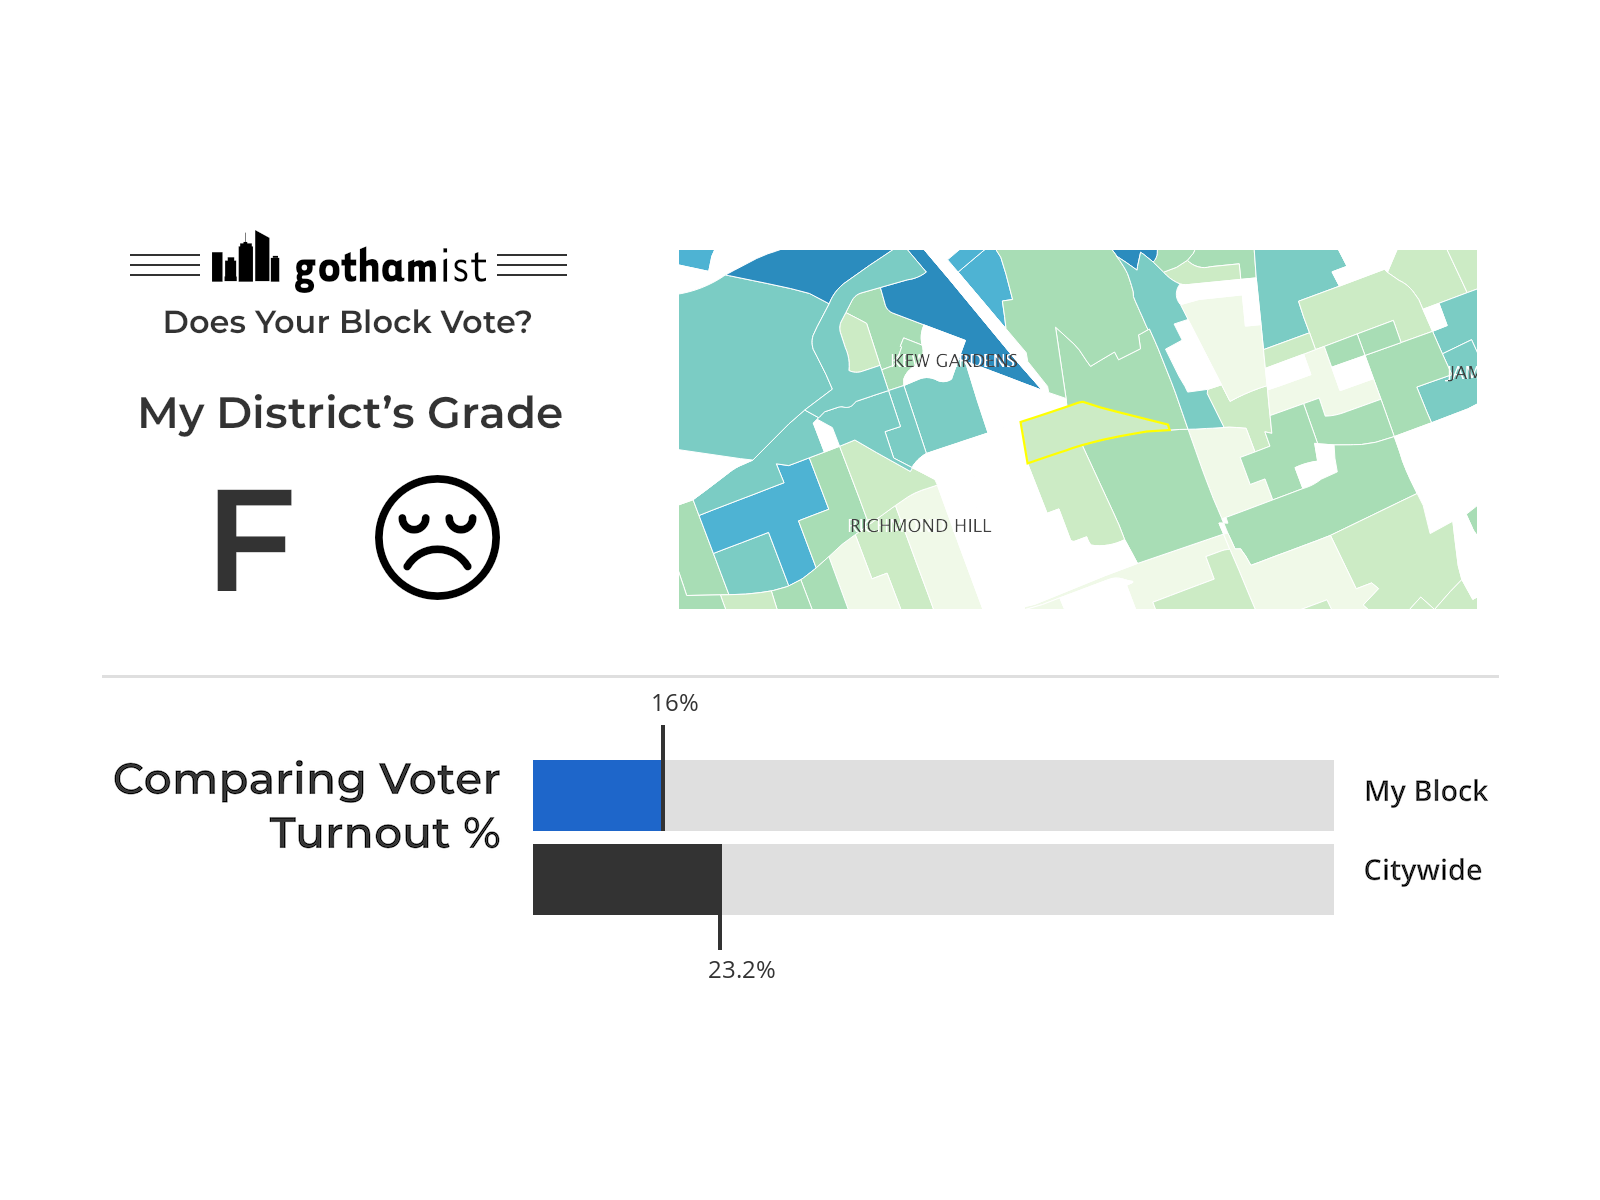 gothamist
Does Your Block Vote?
My District’s Grade
F
KEW GARDENS
JAM
RICHMOND HILL
16%
Comparing Voter
Turnout %
My Block
Citywide
23.2%